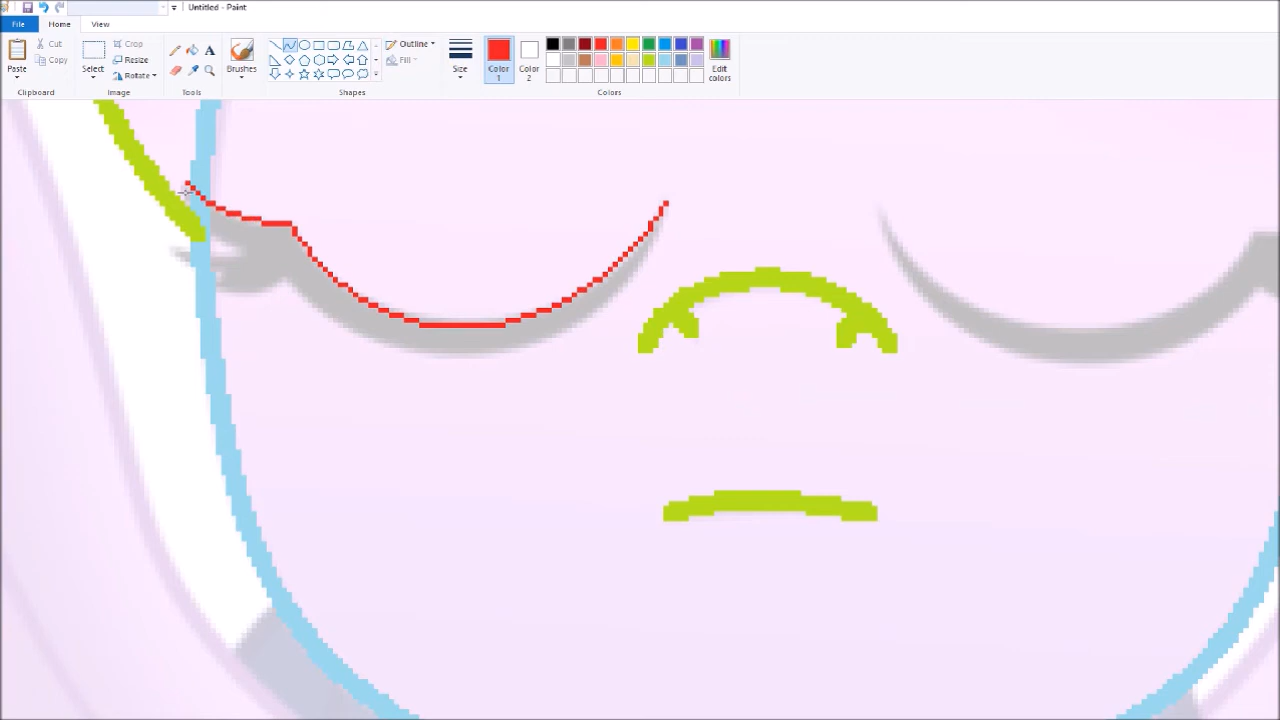 Untitled - Paint
File Home View
Paste
Cut
Copy
Select
Crop
Resize
Rotate
A
Brushes
Outline
Fill
Size
Color 1
Color 2
Edit colors
Clipboard Image Tools Shapes Colors